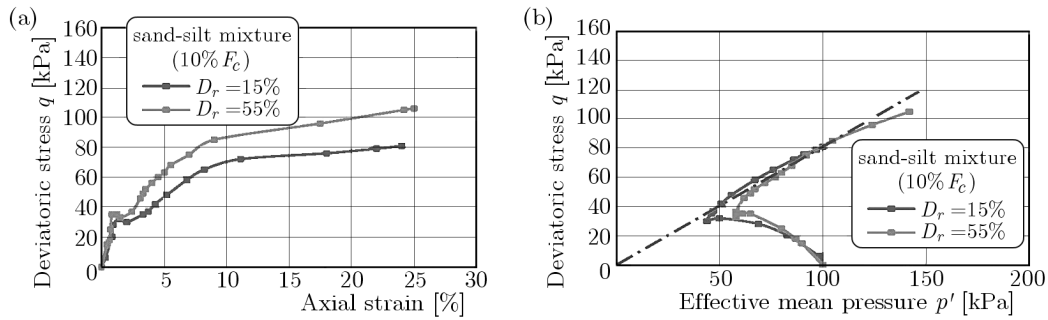 (a)
Deviatoric stress q [kPa]
160
140
120
100
80
60
40
20
0
sand-silt mixture
(10% F_c)
D_r=15%
D_r=55%
5
10
15
20
25
30
Axial strain [%]
(b)
Deviatoric stress q [kPa]
160
140
120
100
80
60
40
20
0
sand-silt mixture
(10% F_c)
D_r=15%
D_r=55%
50
100
150
200
Effective mean pressure p′ [kPa]